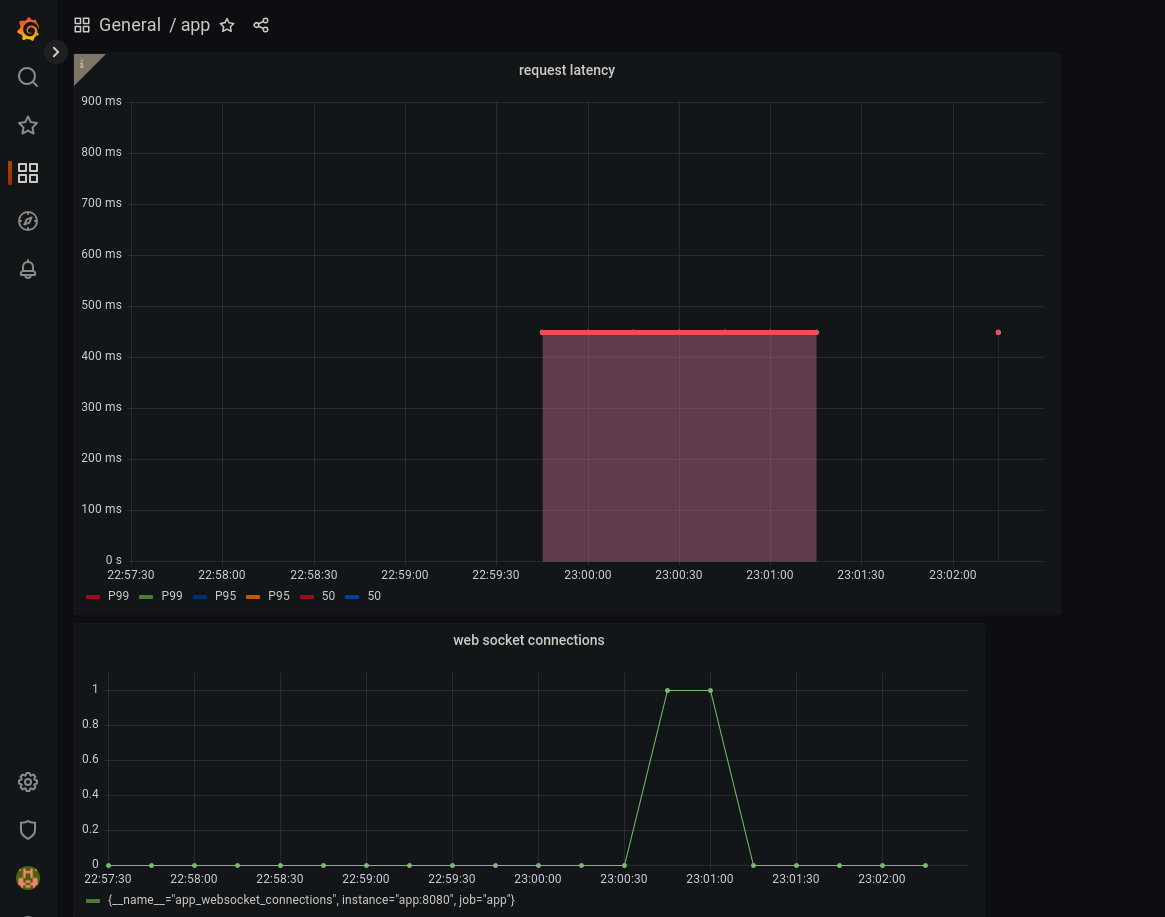 General / app
i
request latency
900 ms
800 ms
700 ms
600 ms
500 ms
400 ms
300 ms
200 ms
100 ms
0 s
22:57:30 22:58:00 22:58:30 22:59:00 22:59:30 23:00:00 23:00:30 23:01:00 23:01:30 23:02:00
P99 P99 P95 P95 50 50
web socket connections
1
0.8
0.6
0.4
0.2
0
22:57:30 22:58:00 22:58:30 22:59:00 22:59:30 23:00:00 23:00:30 23:01:00 23:01:30 23:02:00
{__name__="app_websocket_connections", instance="app:8080", job="app"}